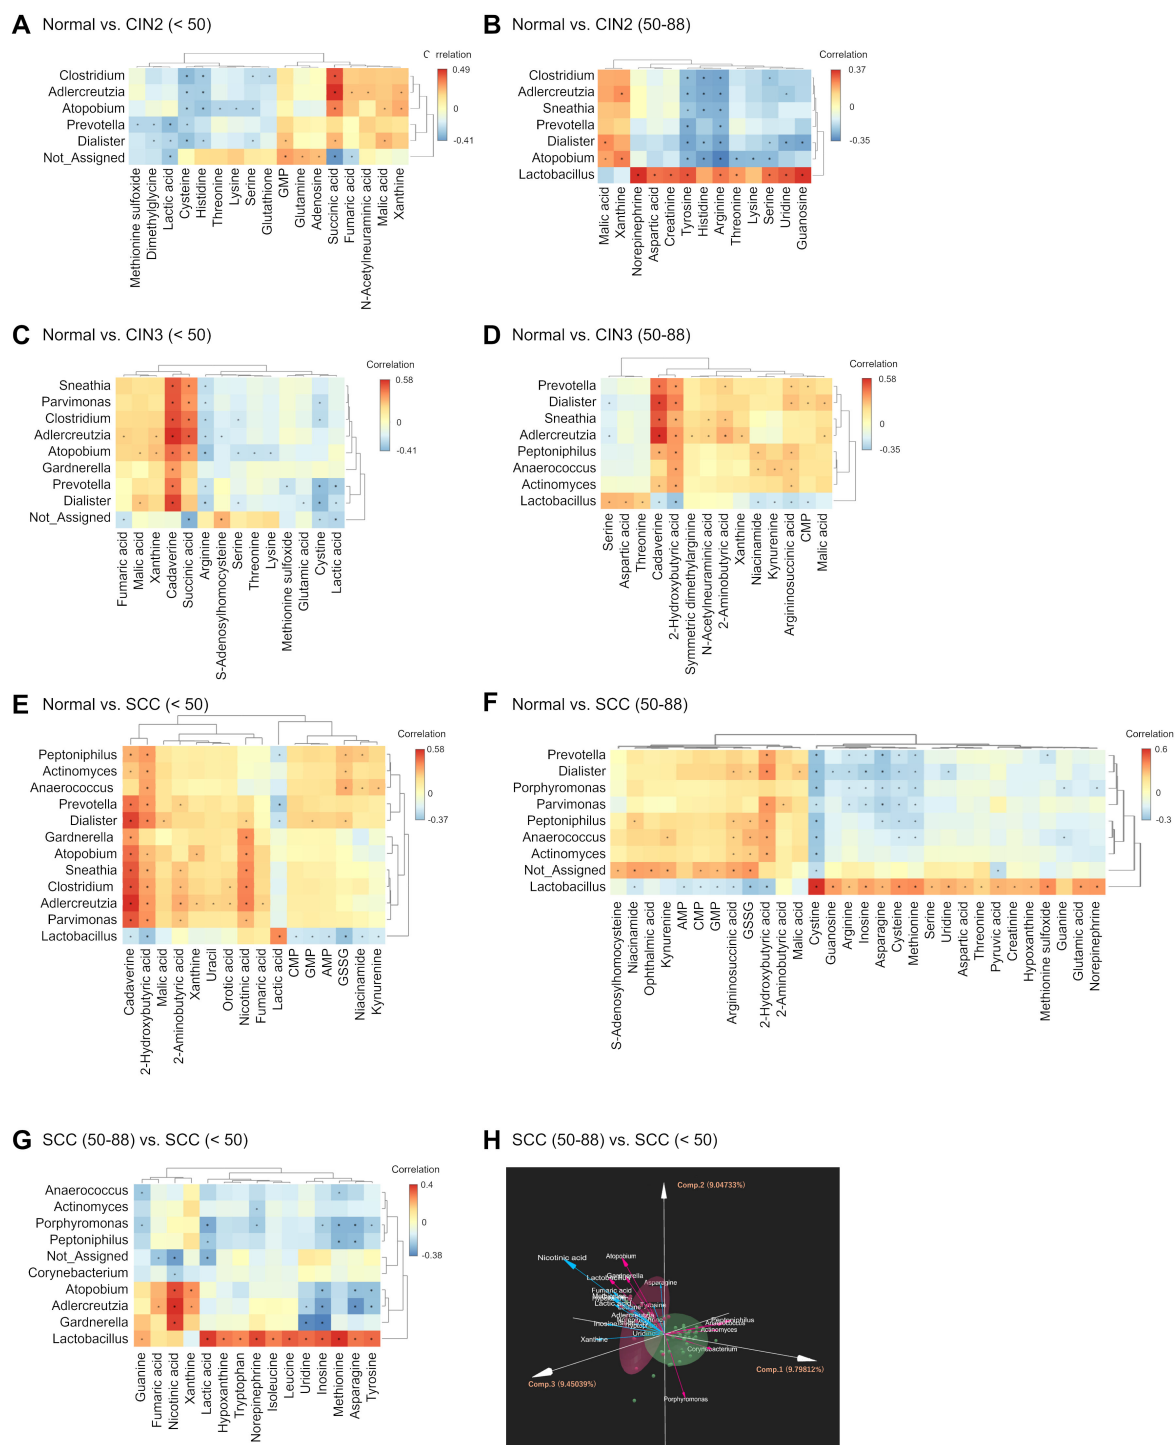 A Normal vs. CIN2 (< 50)
Correlation
0.49
0
-0.41
Clostridium
Adlercreutzia
Atopobium
Prevotella
Dialister
Not_Assigned
Methionine sulfoxide
Dimethylglycine
Lactic acid
Cysteine
Histidine
Threonine
Lysine
Serine
Glutathione
GMP
Glutamine
Adenosine
Succinic acid
Fumaric acid
N-Acetylneuraminic acid
Malic acid
Xanthine
B Normal vs. CIN2 (50-88)
Correlation
0.37
0
-0.35
Clostridium
Adlercreutzia
Sneathia
Prevotella
Dialister
Atopobium
Lactobacillus
Malic acid
Xanthine
Norepinephrine
Aspartic acid
Creatinine
Tyrosine
Histidine
Arginine
Threonine
Lysine
Serine
Uridine
Guanosine
C Normal vs. CIN3 (< 50)
Correlation
0.58
0
-0.41
Sneathia
Parvimonas
Clostridium
Adlercreutzia
Atopobium
Gardnerella
Prevotella
Dialister
Not_Assigned
Fumaric acid
Malic acid
Xanthine
Cadaverine
Succinic acid
Arginine
S-Adenosylhomocysteine
Serine
Threonine
Lysine
Methionine sulfoxide
Glutamic acid
Cystine
Lactic acid
D Normal vs. CIN3 (50-88)
Correlation
0.58
0
-0.35
Prevotella
Dialister
Sneathia
Adlercreutzia
Peptoniphilus
Anaerococcus
Actinomyces
Lactobacillus
Serine
Aspartic acid
Threonine
Cadaverine
2-Hydroxybutyric acid
Symmetric dimethylarginine
N-Acetylneuraminic acid
2-Aminobutyric acid
Xanthine
Niacinamide
Kynurenine
Argininosuccinic acid
CMP
Malic acid
E Normal vs. SCC (< 50)
Correlation
0.58
0
-0.37
Peptoniphilus
Actinomyces
Anaerococcus
Prevotella
Dialister
Gardnerella
Atopobium
Sneathia
Clostridium
Adlercreutzia
Parvimonas
Lactobacillus
Cadaverine
2-Hydroxybutyric acid
Malic acid
2-Aminobutyric acid
Xanthine
Uracil
Orotic acid
Nicotinic acid
Fumaric acid
Lactic acid
CMP
GMP
AMP
GSSG
Niacinamide
Kynurenine
F Normal vs. SCC (50-88)
Correlation
0.6
0
-0.3
Prevotella
Dialister
Porphyromonas
Parvimonas
Peptoniphilus
Anaerococcus
Actinomyces
Not_Assigned
Lactobacillus
S-Adenosylhomocysteine
Niacinamide
Ophthalmic acid
Kynurenine
AMP
CMP
GMP
Argininosuccinic acid
GSSG
2-Hydroxybutyric acid
2-Aminobutyric acid
Malic acid
Cystine
Guanosine
Arginine
Inosine
Asparagine
Cysteine
Methionine
Serine
Uridine
Aspartic acid
Threonine
Pyruvic acid
Creatinine
Hypoxanthine
Methionine sulfoxide
Guanine
Glutamic acid
Norepinephrine
G SCC (50-88) vs. SCC (< 50)
Correlation
0.4
0
-0.38
Anaerococcus
Actinomyces
Porphyromonas
Peptoniphilus
Not_Assigned
Corynebacterium
Atopobium
Adlercreutzia
Gardnerella
Lactobacillus
Guanine
Fumaric acid
Nicotinic acid
Xanthine
Lactic acid
Hypoxanthine
Tryptophan
Norepinephrine
Isoleucine
Leucine
Uridine
Inosine
Methionine
Asparagine
Tyrosine
H SCC (50-88) vs. SCC (< 50)
Comp.2 (9.04733%)
Nicotinic acid
Atopobium
Gardnerella
Lactobacillus
Asparagine
Fumaric acid
Lactic acid
Adlercreutzia
Peptoniphilus
Anaerococcus
Actinomyces
Uridine
Xanthine
Corynebacterium
Comp.1 (9.79812%)
Comp.3 (9.45039%)
Porphyromonas